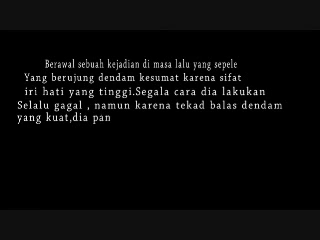 Berawal sebuah kejadian di masa lalu yang sepele
Yang berujung dendam kesumat karena sifat
iri hati yang tinggi.Segala cara dia lakukan
Selalu gagal , namun karena tekad balas dendam
yang kuat,dia pan